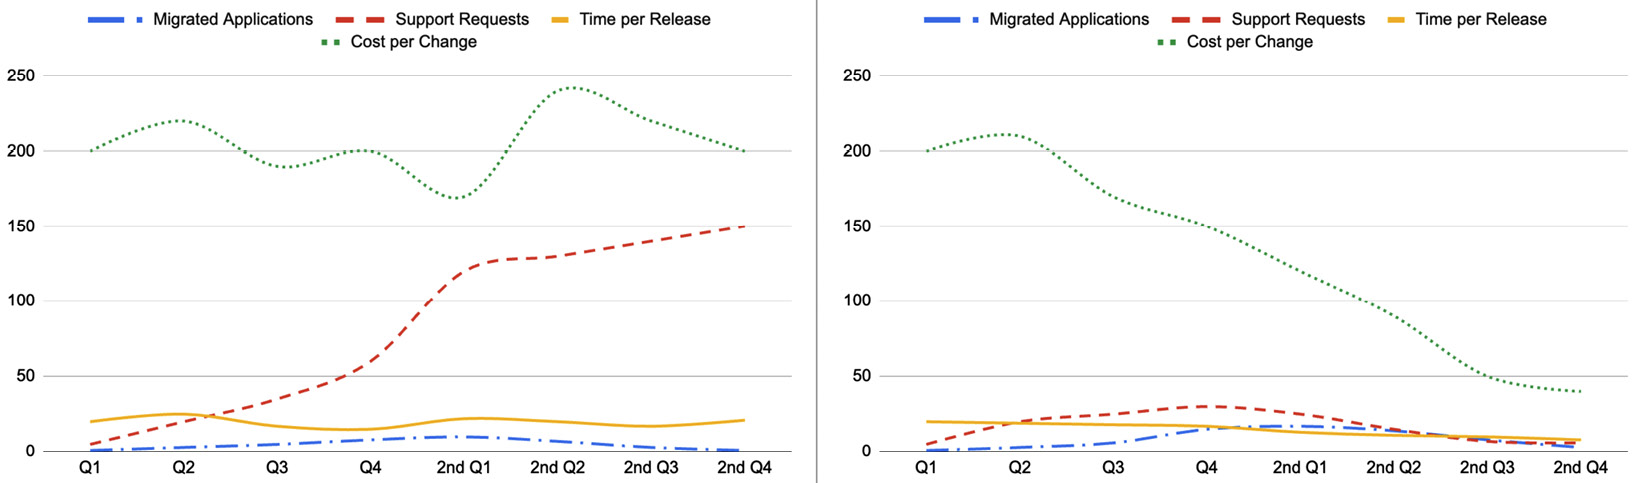 Migrated Applications Support Requests Time per Release
Cost per Change
250
200
150
100
50
0
Q1 Q2 Q3 Q4 2nd Q1 2nd Q2 2nd Q3 2nd Q4
Migrated Applications Support Requests Time per Release
Cost per Change
250
200
150
100
50
0
Q1 Q2 Q3 Q4 2nd Q1 2nd Q2 2nd Q3 2nd Q4